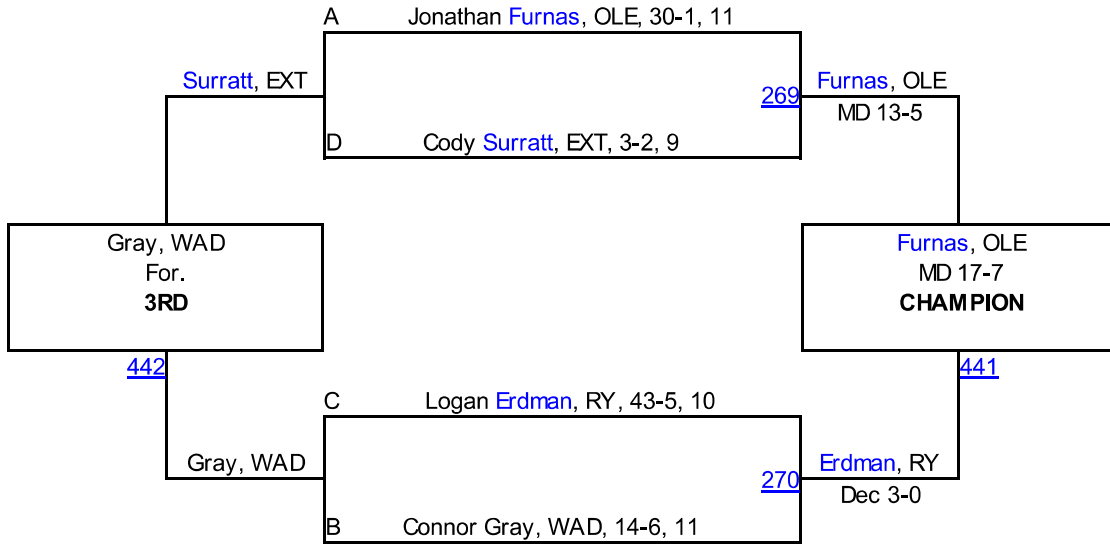 A Jonathan Furnas, OLE, 30-1, 11
Surratt, EXT
269
Furnas, OLE
MD 13-5
D Cody Surratt, EXT, 3-2, 9
Gray, WAD
For.
3RD
Furnas, OLE
MD 17-7
CHAMPION
442
441
C Logan Erdman, RY, 43-5, 10
Gray, WAD
270
Erdman, RY
Dec 3-0
B Connor Gray, WAD, 14-6, 11